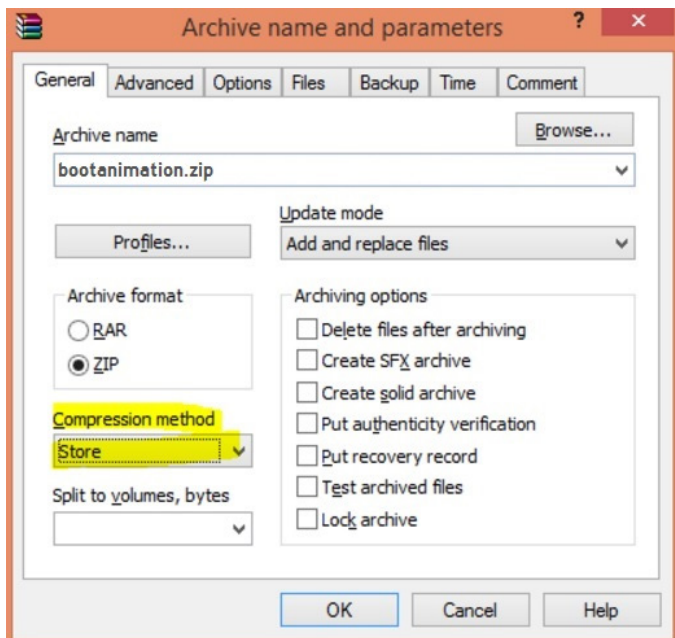 Archive name and parameters ? ×
General Advanced Options Files Backup Time Comment
Archive name
Browse...
bootanimation.zip
Update mode
Profiles...
Add and replace files
Archive format
RAR
ZIP
Archiving options
Delete files after archiving
Create SFX archive
Create solid archive
Put authenticity verification
Put recovery record
Test archived files
Lock archive
Compression method
Store
Split to volumes, bytes
OK Cancel Help